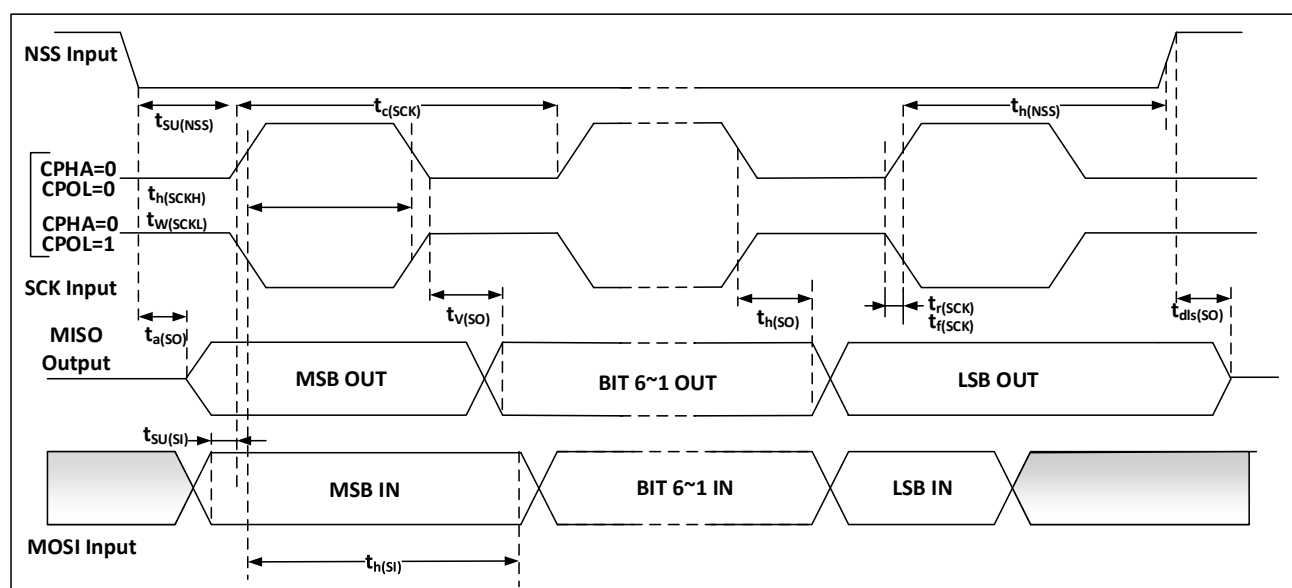 NSS Input
tSU(NSS)
tc(SCK)
th(NSS)
CPHA=0
CPOL=0
th(SCKH)
CPHA=0
tW(SCKL)
CPOL=1
SCK Input
ta(SO)
tV(SO)
th(SO)
tr(SCK)
tf(SCK)
tdIs(SO)
MISO
Output
MSB OUT
BIT 6~1 OUT
LSB OUT
tSU(SI)
MSB IN
BIT 6~1 IN
LSB IN
MOSI Input
th(SI)